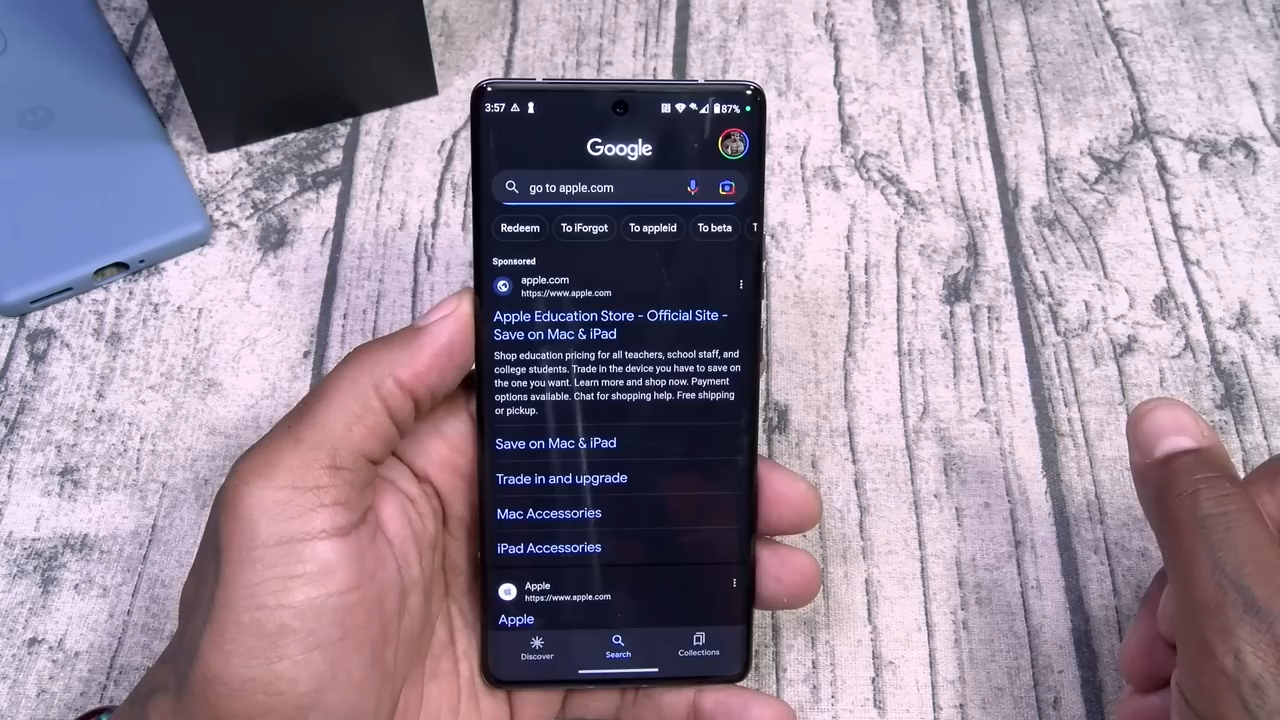 3:57 87%
Google
go to apple.com
Redeem To iForgot To appleid To beta T
Sponsored
apple.com
https://www.apple.com
Apple Education Store - Official Site -
Save on Mac & iPad
Shop education pricing for all teachers, school staff, and
college students. Trade in the device you have to save on
the one you want. Learn more and shop now. Payment
options available. Chat for shopping help. Free shipping
or pickup.
Save on Mac & iPad
Trade in and upgrade
Mac Accessories
iPad Accessories
Apple
https://www.apple.com
Apple
Discover Search Collections